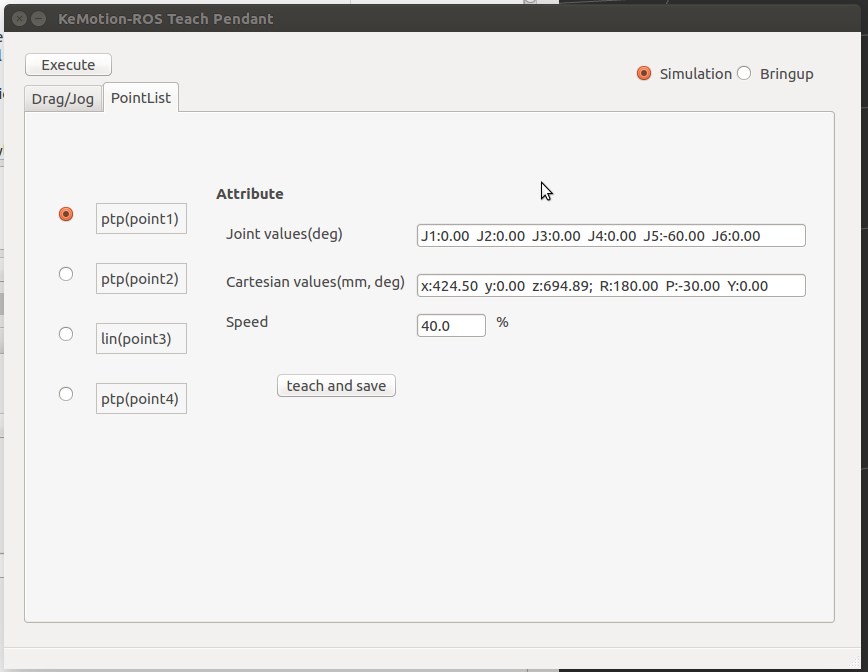 KeMotion-ROS Teach Pendant
Execute
Simulation Bringup
Drag/Jog PointList
Attribute
ptp(point1)
Joint values(deg) J1:0.00 J2:0.00 J3:0.00 J4:0.00 J5:-60.00 J6:0.00
ptp(point2)
Cartesian values(mm, deg) x:424.50 y:0.00 z:694.89; R:180.00 P:-30.00 Y:0.00
Speed 40.0 %
lin(point3)
teach and save
ptp(point4)